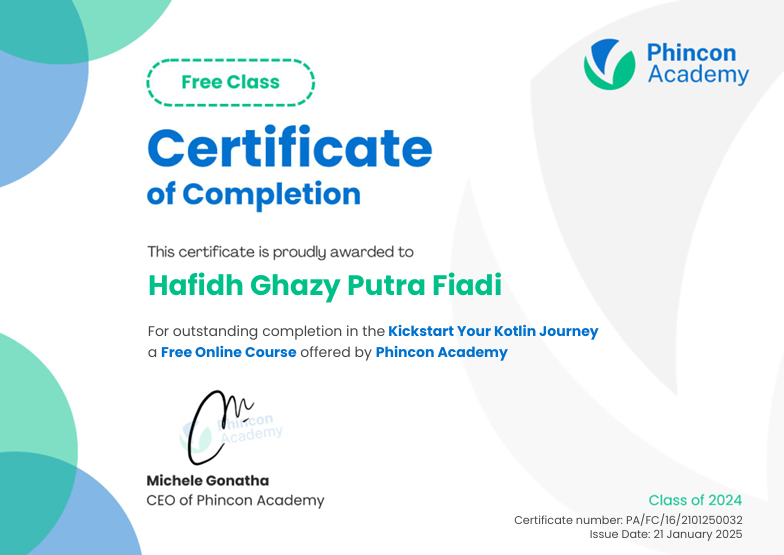 Phincon
Academy
Free Class
Certificate
of Completion
This certificate is proudly awarded to
Hafidh Ghazy Putra Fiadi
For outstanding completion in the Kickstart Your Kotlin Journey
a Free Online Course offered by Phincon Academy
Phincon
Academy
Michele Gonatha
CEO of Phincon Academy
Class of 2024
Certificate number: PA/FC/16/2101250032
Issue Date: 21 January 2025